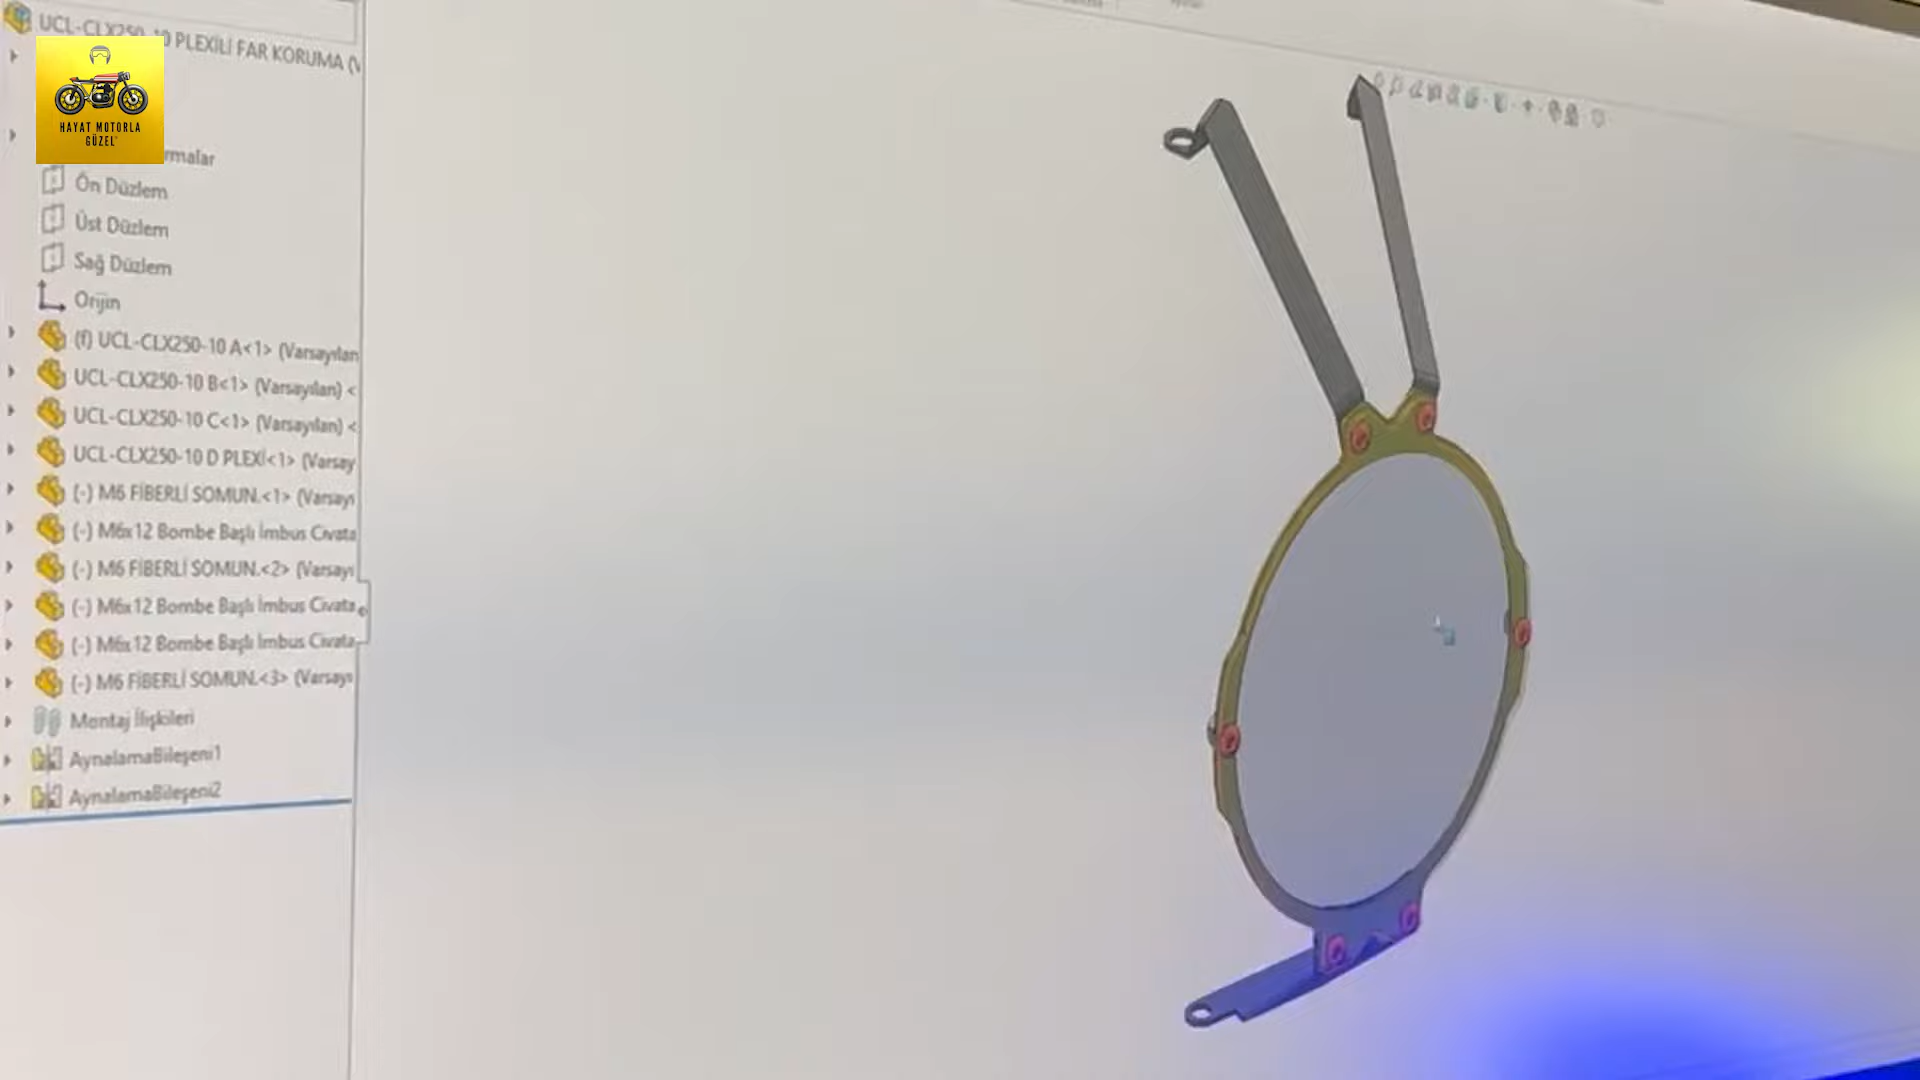 UCL-CLX250-10 PLEXİLİ FAR KORUMA (V
HAYAT MOTORLA
GÜZEL
rmalar
Ön Düzlem
Üst Düzlem
Sağ Düzlem
Orijin
(f) UCL-CLX250-10 A<1> (Varsayılan
UCL-CLX250-10 B<1> (Varsayılan) <
UCL-CLX250-10 C<1> (Varsayılan) <
UCL-CLX250-10 D PLEXİ<1> (Varsay
(-) M6 FİBERLİ SOMUN.<1> (Varsayı
(-) M6x12 Bombe Başlı İmbus Civata
(-) M6 FİBERLİ SOMUN.<2> (Varsayı
(-) M6x12 Bombe Başlı İmbus Civata
(-) M6x12 Bombe Başlı İmbus Civata
(-) M6 FİBERLİ SOMUN.<3> (Varsayı
Montaj İlişkileri
AynalamaBileşeni1
AynalamaBileşeni2